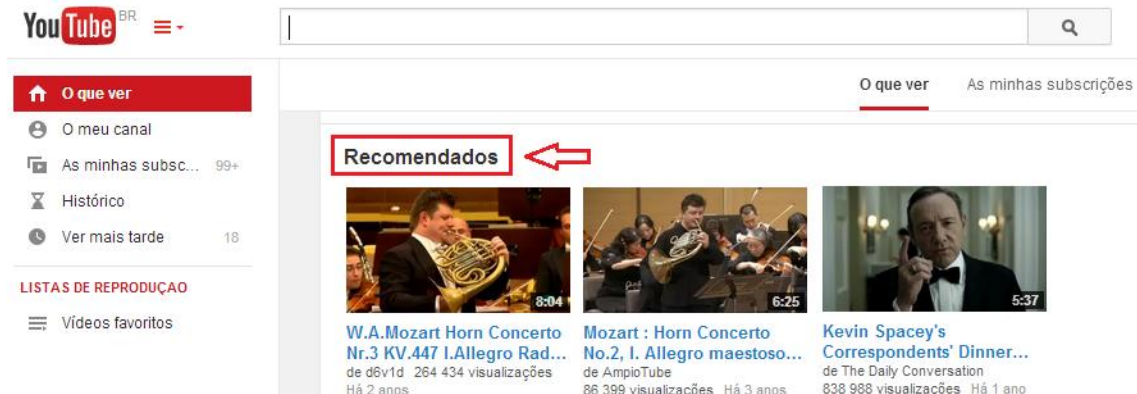 YouTube BR
O que ver
O meu canal
As minhas subsc... 99+
Histórico
Ver mais tarde 18
LISTAS DE REPRODUÇAO
Vídeos favoritos
O que ver As minhas subscrições
Recomendados
8:04
W.A.Mozart Horn Concerto
Nr.3 KV.447 I.Allegro Rad...
de d6v1d 264 434 visualizações
Há 2 anos
6:25
Mozart : Horn Concerto
No.2, I. Allegro maestoso...
de AmpioTube
86 399 visualizações Há 3 anos
5:37
Kevin Spacey's
Correspondents' Dinner...
de The Daily Conversation
838 988 visualizações Há 1 ano